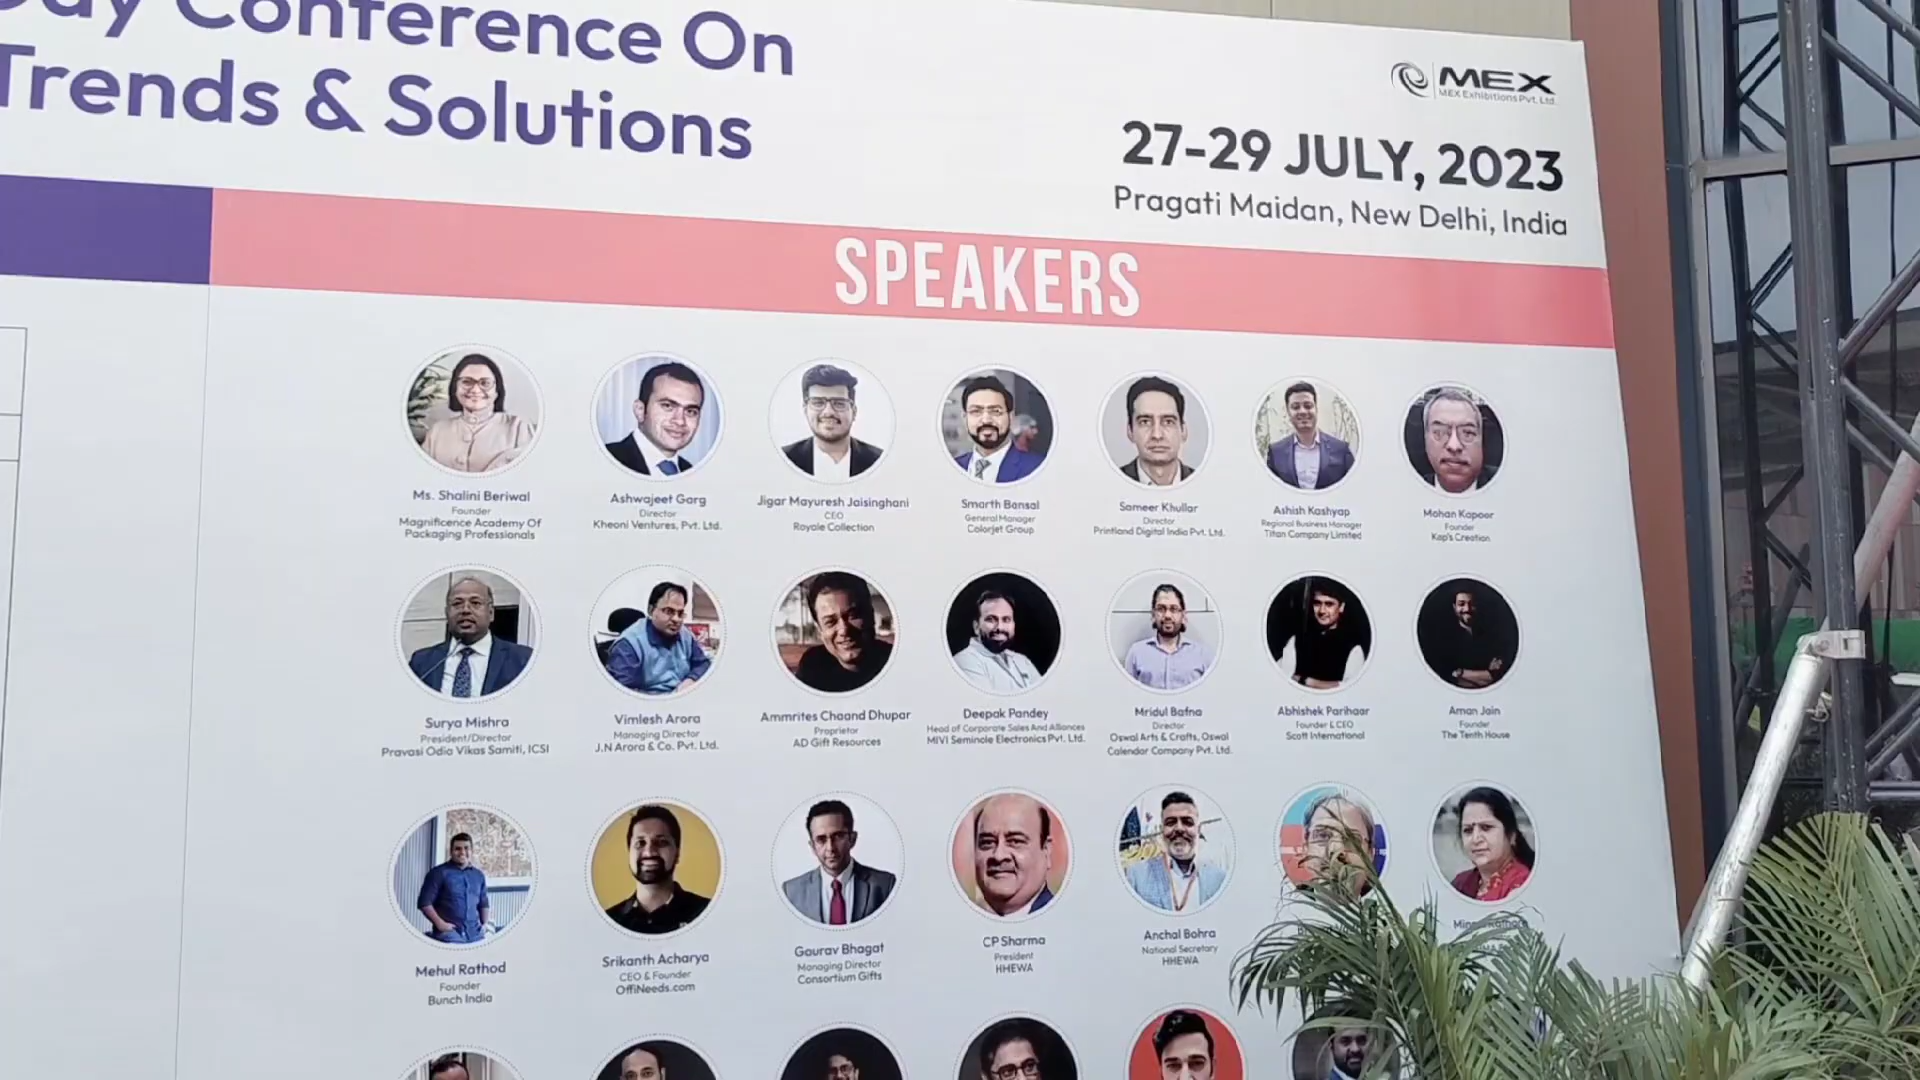 Day Conference On
Trends & Solutions
MEX
MEX Exhibitions Pvt. Ltd.
27-29 JULY, 2023
Pragati Maidan, New Delhi, India
SPEAKERS
Ms. Shalini Beriwal
Founder
Magnificence Academy Of
Packaging Professionals
Ashwajeet Garg
Director
Kheoni Ventures, Pvt. Ltd.
Jigar Mayuresh Jaisinghani
CEO
Royale Collection
Smarth Bansal
General Manager
Colorjet Group
Sameer Khullar
Director
Printland Digital India Pvt. Ltd.
Ashish Kashyap
Regional Business Manager
Titan Company Limited
Mohan Kapoor
Founder
Kap's Creation
Surya Mishra
President/Director
Pravasi Odia Vikas Samiti, ICSI
Vimlesh Arora
Managing Director
J.N Arora & Co. Pvt. Ltd.
Ammrites Chaand Dhupar
Proprietor
AD Gift Resources
Deepak Pandey
Head of Corporate Sales And Alliances
MIVI Seminole Electronics Pvt. Ltd.
Mridul Bafna
Director
Oswal Arts & Crafts, Oswal
Calendar Company Pvt. Ltd.
Abhishek Parihaar
Founder & CEO
Scott International
Aman Jain
Founder
The Tenth House
Mehul Rathod
Founder
Bunch India
Srikanth Acharya
CEO & Founder
OffiNeeds.com
Gaurav Bhagat
Managing Director
Consortium Gifts
CP Sharma
President
HHEWA
Anchal Bohra
National Secretary
HHEWA